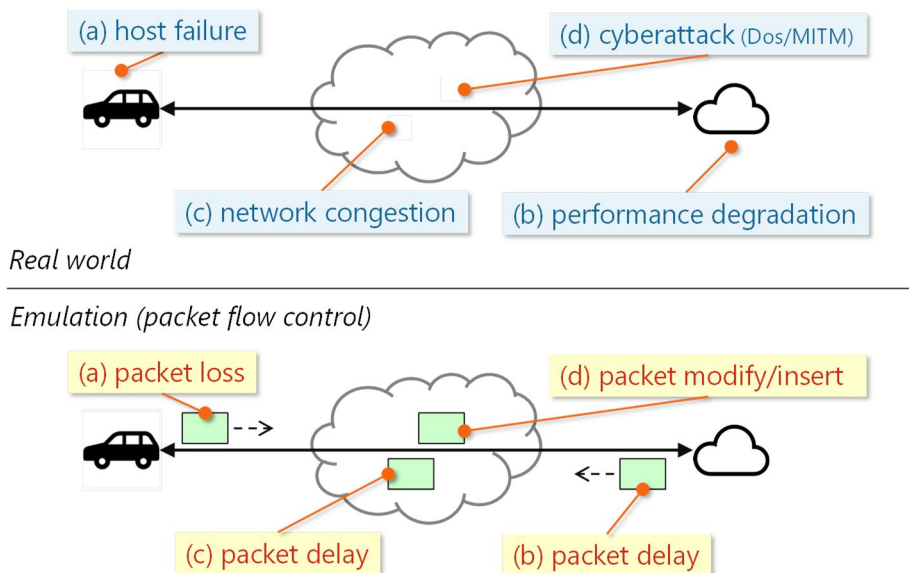 (a) host failure
(d) cyberattack (Dos/MITM)
(c) network congestion
(b) performance degradation
Real world
Emulation (packet flow control)
(a) packet loss
(d) packet modify/insert
(c) packet delay
(b) packet delay